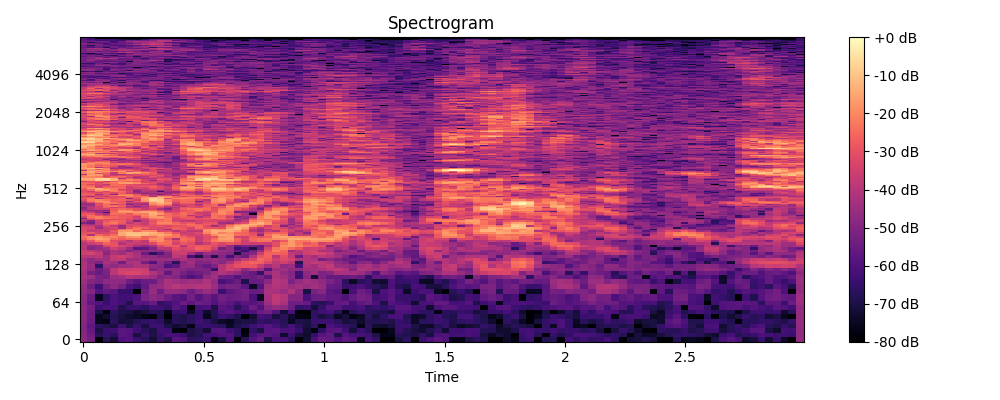 Spectrogram
Hz
4096
2048
1024
512
256
128
64
0
0
0.5
1
1.5
2
2.5
Time
+0 dB
-10 dB
-20 dB
-30 dB
-40 dB
-50 dB
-60 dB
-70 dB
-80 dB